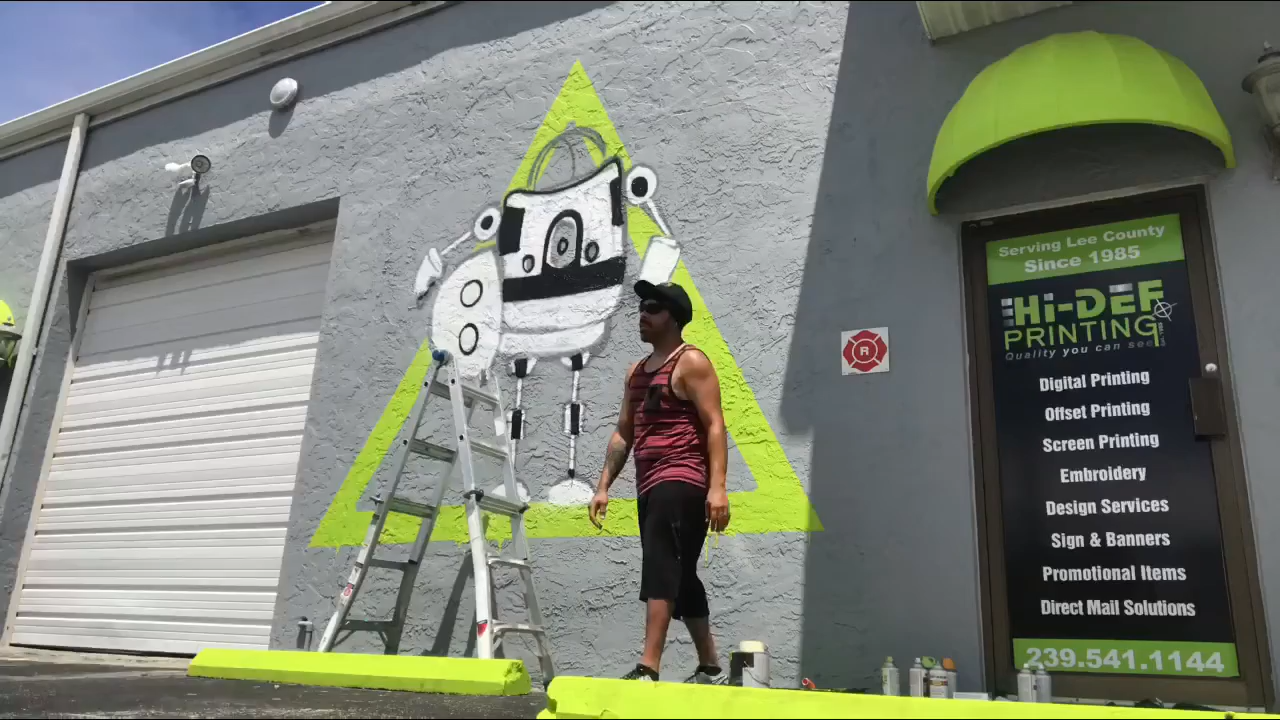 Serving Lee County
Since 1985
Hi-DEF
PRINTING
Quality you can see
Digital Printing
Offset Printing
Screen Printing
Embroidery
Design Services
Sign & Banners
Promotional Items
Direct Mail Solutions
239.541.1144
R